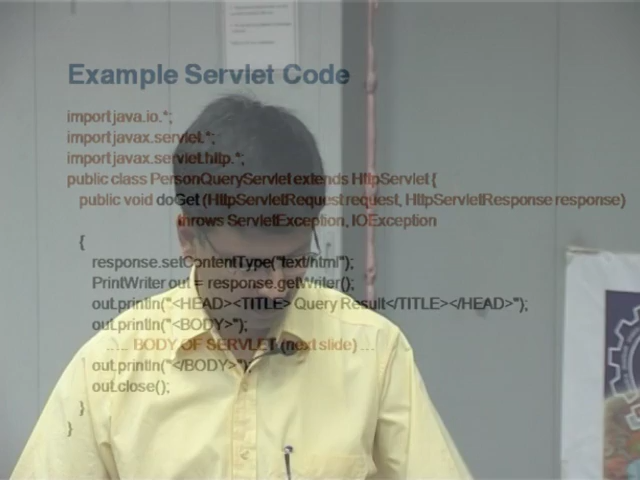 Example Servlet Code
import java.io.*;
import javax.servlet.*;
import javax.servlet.http.*;
public class PersonQueryServlet extends HttpServlet {
public void doGet (HttpServletRequest request, HttpServletResponse response)
throws ServletException, IOException
{
response.setContentType("text/html");
PrintWriter out = response.getWriter();
out.println("<HEAD><TITLE> Query Result</TITLE></HEAD>");
out.println("<BODY>");
….. BODY OF SERVLET (next slide) …
out.println("</BODY>");
out.close();
}
}